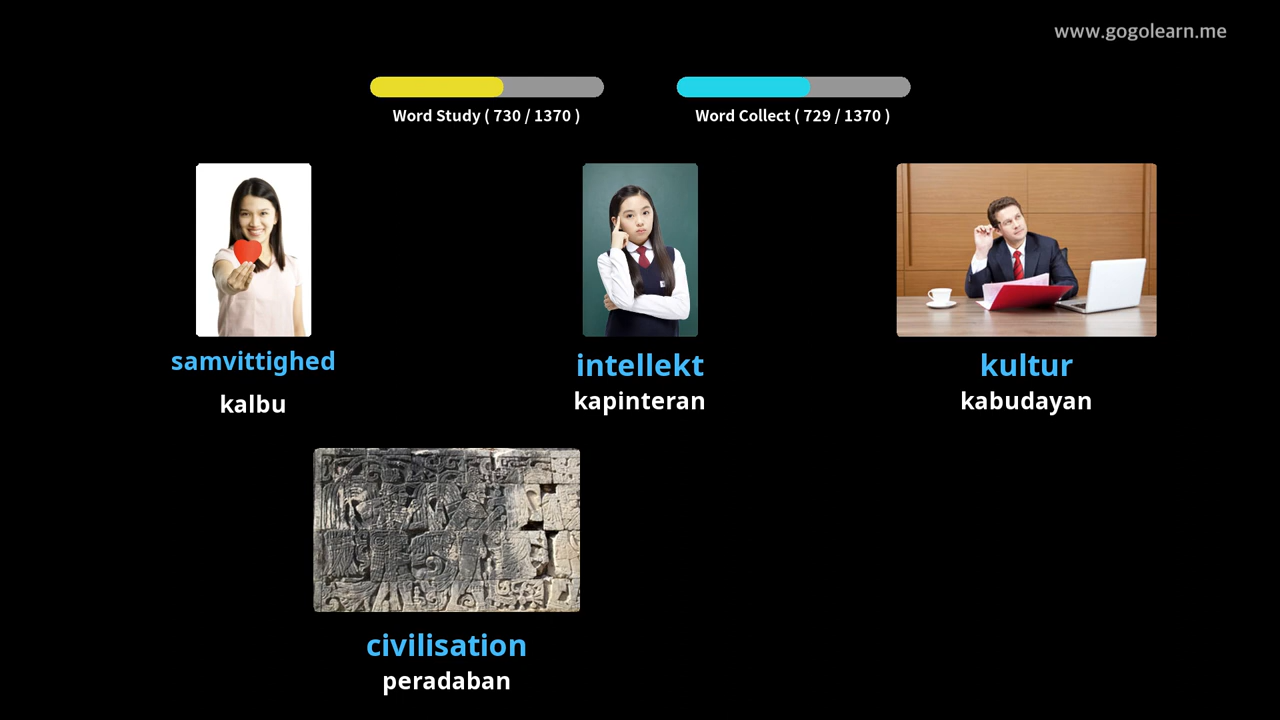 www.gogolearn.me
Word Study ( 730 / 1370 )
Word Collect ( 729 / 1370 )
samvittighed
kalbu
intellekt
kapinteran
kultur
kabudayan
civilisation
peradaban